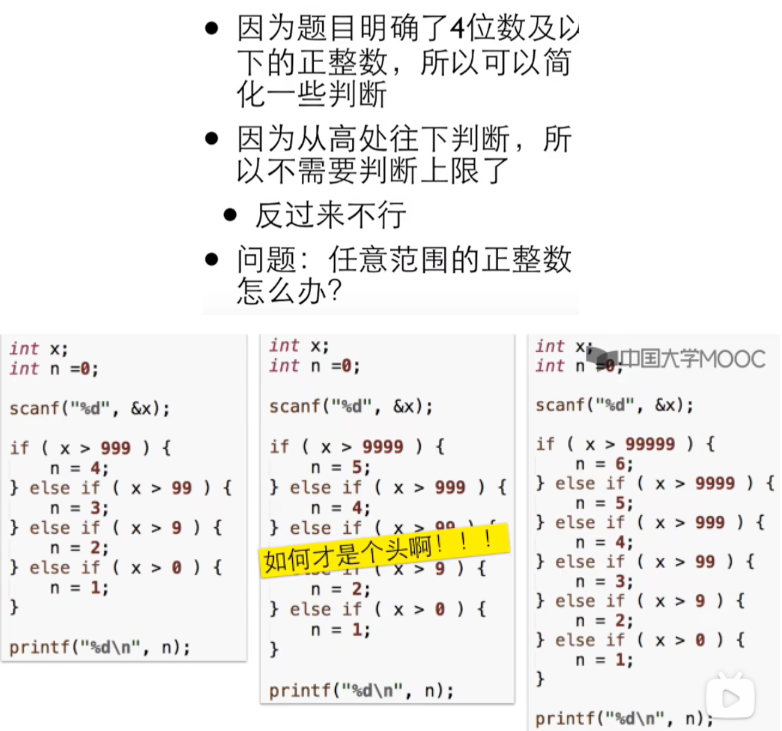 因为题目明确了4位数及以
下的正整数，所以可以简
化一些判断
因为从高处往下判断，所
以不需要判断上限了
反过来不行
问题：任意范围的正整数
怎么办？
int x;
int n =0;
scanf("%d", &x);
if ( x > 999 ) {
n = 4;
} else if ( x > 99 ) {
n = 3;
} else if ( x > 9 ) {
n = 2;
} else if ( x > 0 ) {
n = 1;
}
printf("%d\n", n);
int x;
int n =0;
scanf("%d", &x);
if ( x > 9999 ) {
n = 5;
} else if ( x > 999 ) {
n = 4;
} else if ( x > 99 ) {
如何才是个头啊！！！
if ( x > 9 ) {
n = 2;
} else if ( x > 0 ) {
n = 1;
}
printf("%d\n", n);
中国大学MOOC
int x;
int n =0;
scanf("%d", &x);
if ( x > 99999 ) {
n = 6;
} else if ( x > 9999 ) {
n = 5;
} else if ( x > 999 ) {
n = 4;
} else if ( x > 99 ) {
n = 3;
} else if ( x > 9 ) {
n = 2;
} else if ( x > 0 ) {
n = 1;
}
printf("%d\n", n);